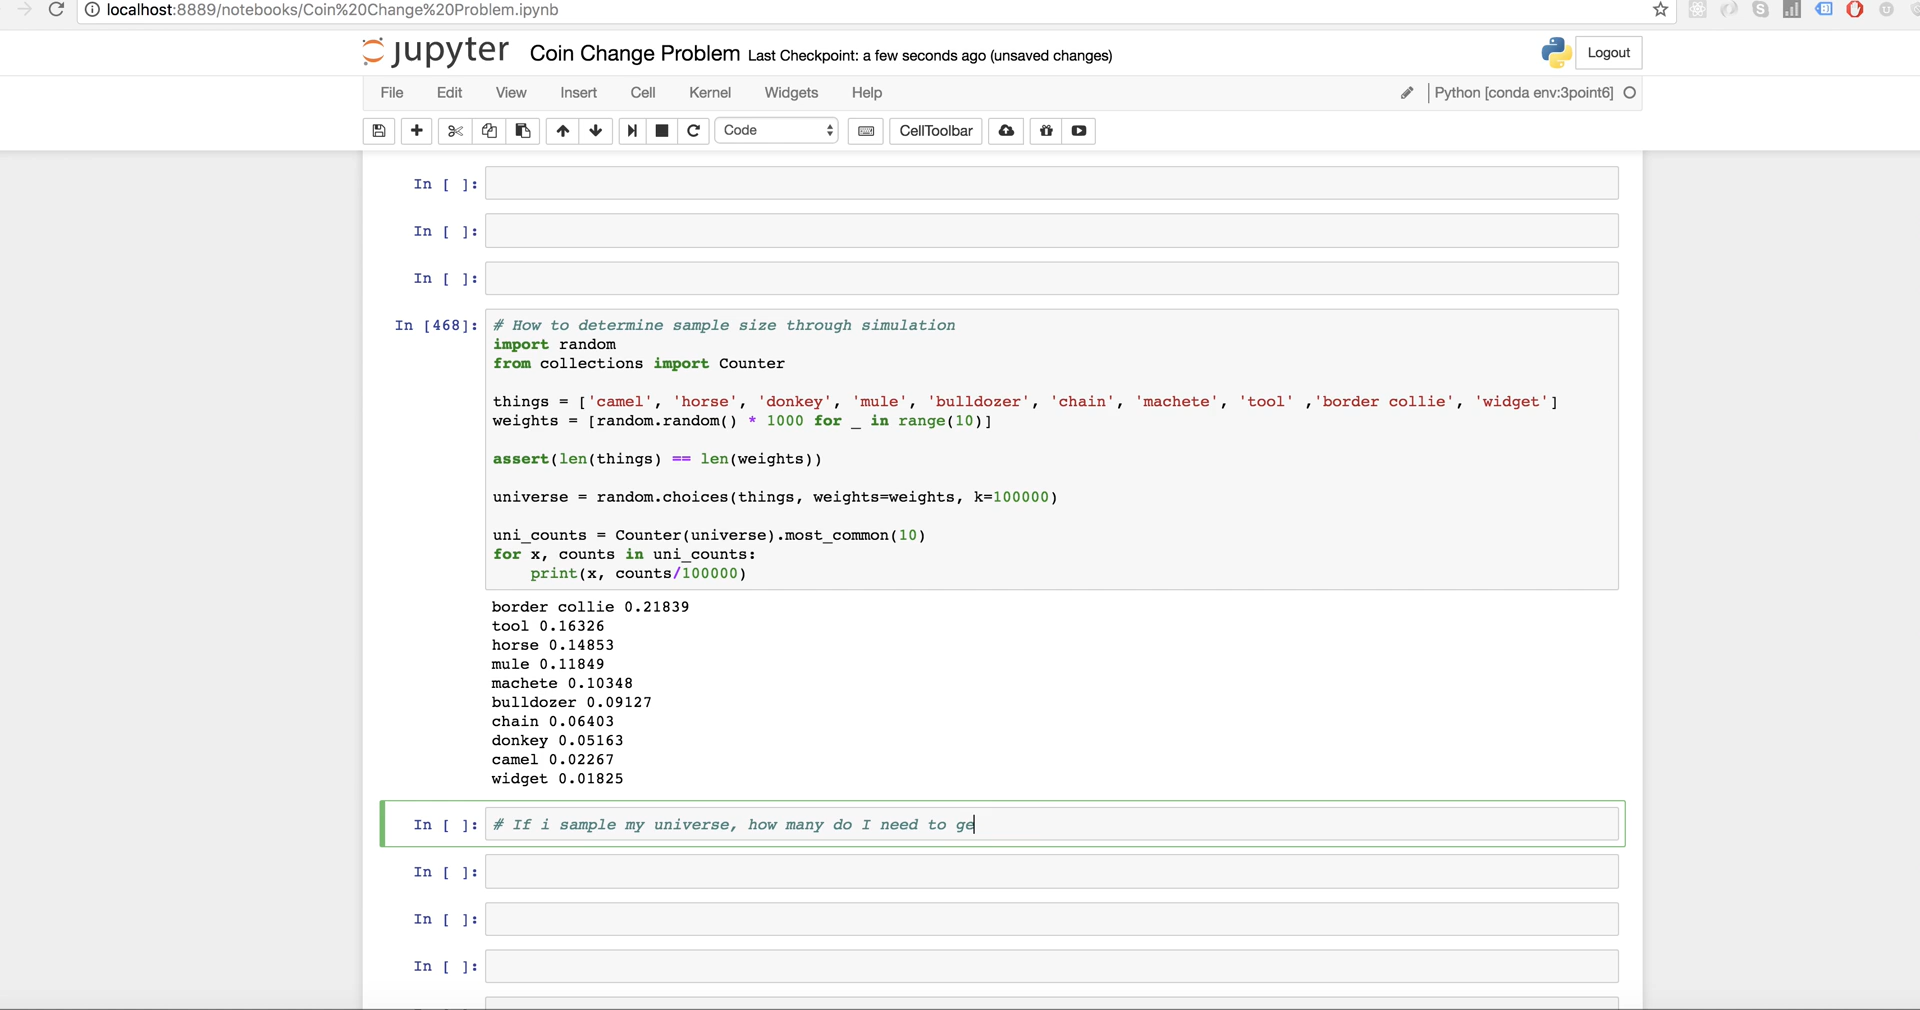 localhost:8889/notebooks/Coin%20Change%20Problem.ipynb
jupyter Coin Change Problem Last Checkpoint: a few seconds ago (unsaved changes) Logout
File Edit View Insert Cell Kernel Widgets Help Python [conda env:3point6]
Code CellToolbar
In [ ]:
In [ ]:
In [ ]:
In [468]: # How to determine sample size through simulation
import random
from collections import Counter
things = ['camel', 'horse', 'donkey', 'mule', 'bulldozer', 'chain', 'machete', 'tool' ,'border collie', 'widget']
weights = [random.random() * 1000 for _ in range(10)]
assert(len(things) == len(weights))
universe = random.choices(things, weights=weights, k=100000)
uni_counts = Counter(universe).most_common(10)
for x, counts in uni_counts:
    print(x, counts/100000)
border collie 0.21839
tool 0.16326
horse 0.14853
mule 0.11849
machete 0.10348
bulldozer 0.09127
chain 0.06403
donkey 0.05163
camel 0.02267
widget 0.01825
In [ ]: # If i sample my universe, how many do I need to ge
In [ ]:
In [ ]:
In [ ]: